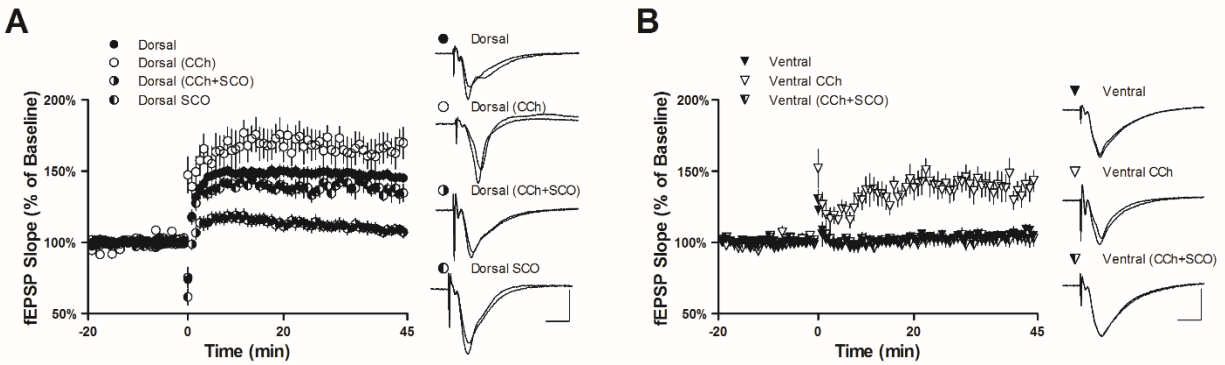 A
Dorsal
Dorsal (CCh)
Dorsal (CCh+SCO)
Dorsal SCO
200%
150%
100%
50%
fEPSP Slope (% of Baseline)
-20
0
20
45
Time (min)
Dorsal
Dorsal (CCh)
Dorsal (CCh+SCO)
Dorsal SCO
B
Ventral
Ventral CCh
Ventral (CCh+SCO)
200%
150%
100%
50%
fEPSP Slope (% of Baseline)
-20
0
20
45
Time (min)
Ventral
Ventral CCh
Ventral (CCh+SCO)